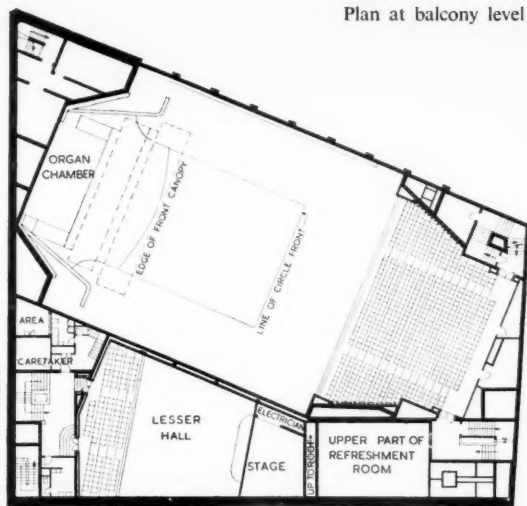 Plan at balcony level
ORGAN
CHAMBER
EDGE OF FRONT CANOPY
LINE OF CIRCLE FRONT
AREA
CARETAKER
LESSER
HALL
ELECTRICIAN
STAGE
UP TO ROOF
UPPER PART OF
REFRESHMENT
ROOM